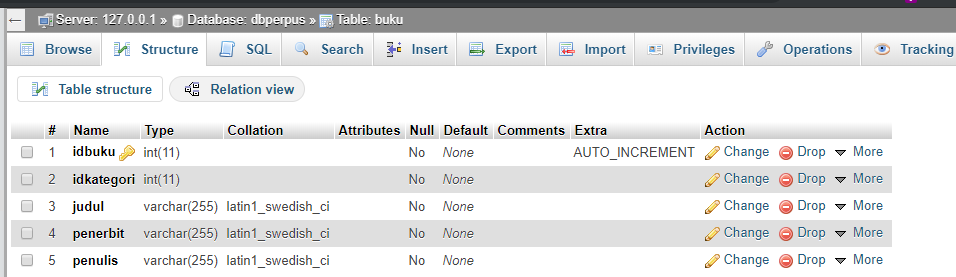 Server: 127.0.0.1 » Database: dbperpus » Table: buku
Browse Structure SQL Search Insert Export Import Privileges Operations Tracking
Table structure Relation view
# Name Type Collation Attributes Null Default Comments Extra Action
1 idbuku int(11) No None AUTO_INCREMENT Change Drop More
2 idkategori int(11) No None Change Drop More
3 judul varchar(255) latin1_swedish_ci No None Change Drop More
4 penerbit varchar(255) latin1_swedish_ci No None Change Drop More
5 penulis varchar(255) latin1_swedish_ci No None Change Drop More